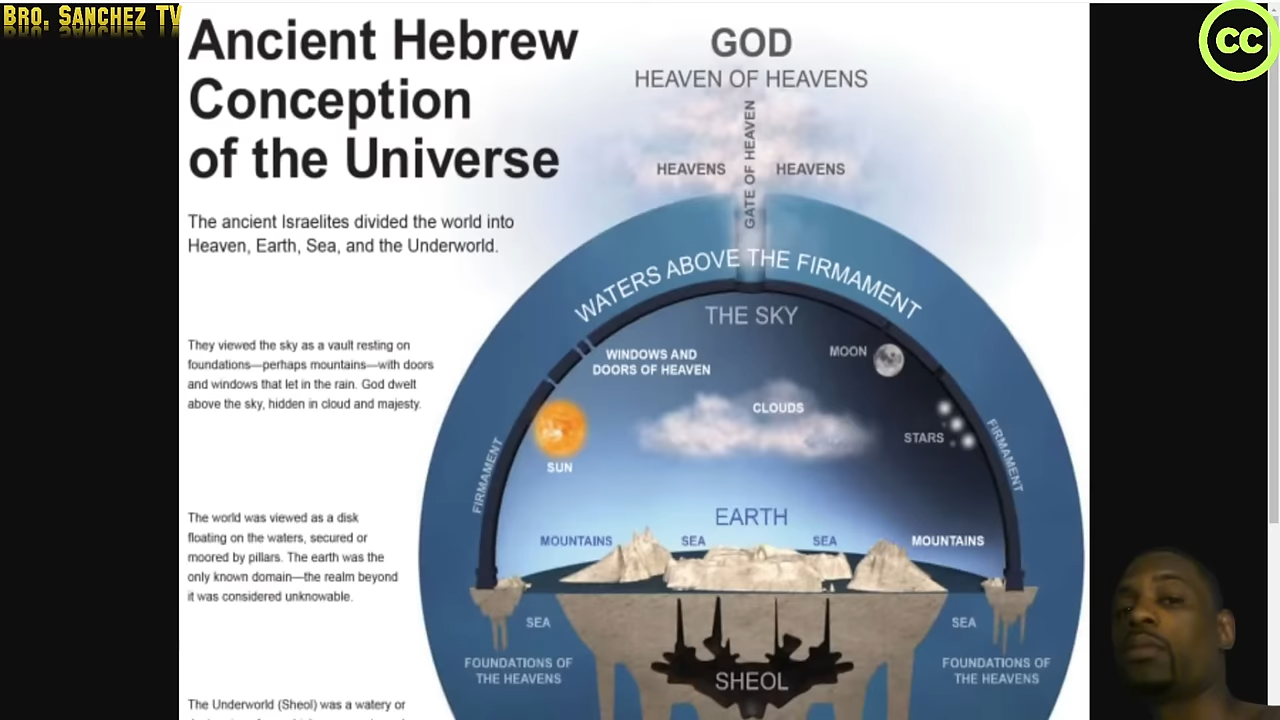 BRO. SANCHEZ TV
CC
Ancient Hebrew
Conception
of the Universe
The ancient Israelites divided the world into
Heaven, Earth, Sea, and the Underworld.
They viewed the sky as a vault resting on
foundations—perhaps mountains—with doors
and windows that let in the rain. God dwelt
above the sky, hidden in cloud and majesty.
The world was viewed as a disk
floating on the waters, secured or
moored by pillars. The earth was the
only known domain—the realm beyond
it was considered unknowable.
The Underworld (Sheol) was a watery or
GOD
HEAVEN OF HEAVENS
GATE OF HEAVEN
HEAVENS
HEAVENS
WATERS ABOVE THE FIRMAMENT
THE SKY
WINDOWS AND
DOORS OF HEAVEN
MOON
CLOUDS
STARS
SUN
FIRMAMENT
FIRMAMENT
EARTH
MOUNTAINS
SEA
SEA
MOUNTAINS
SEA
SEA
FOUNDATIONS OF
THE HEAVENS
FOUNDATIONS OF
THE HEAVENS
SHEOL